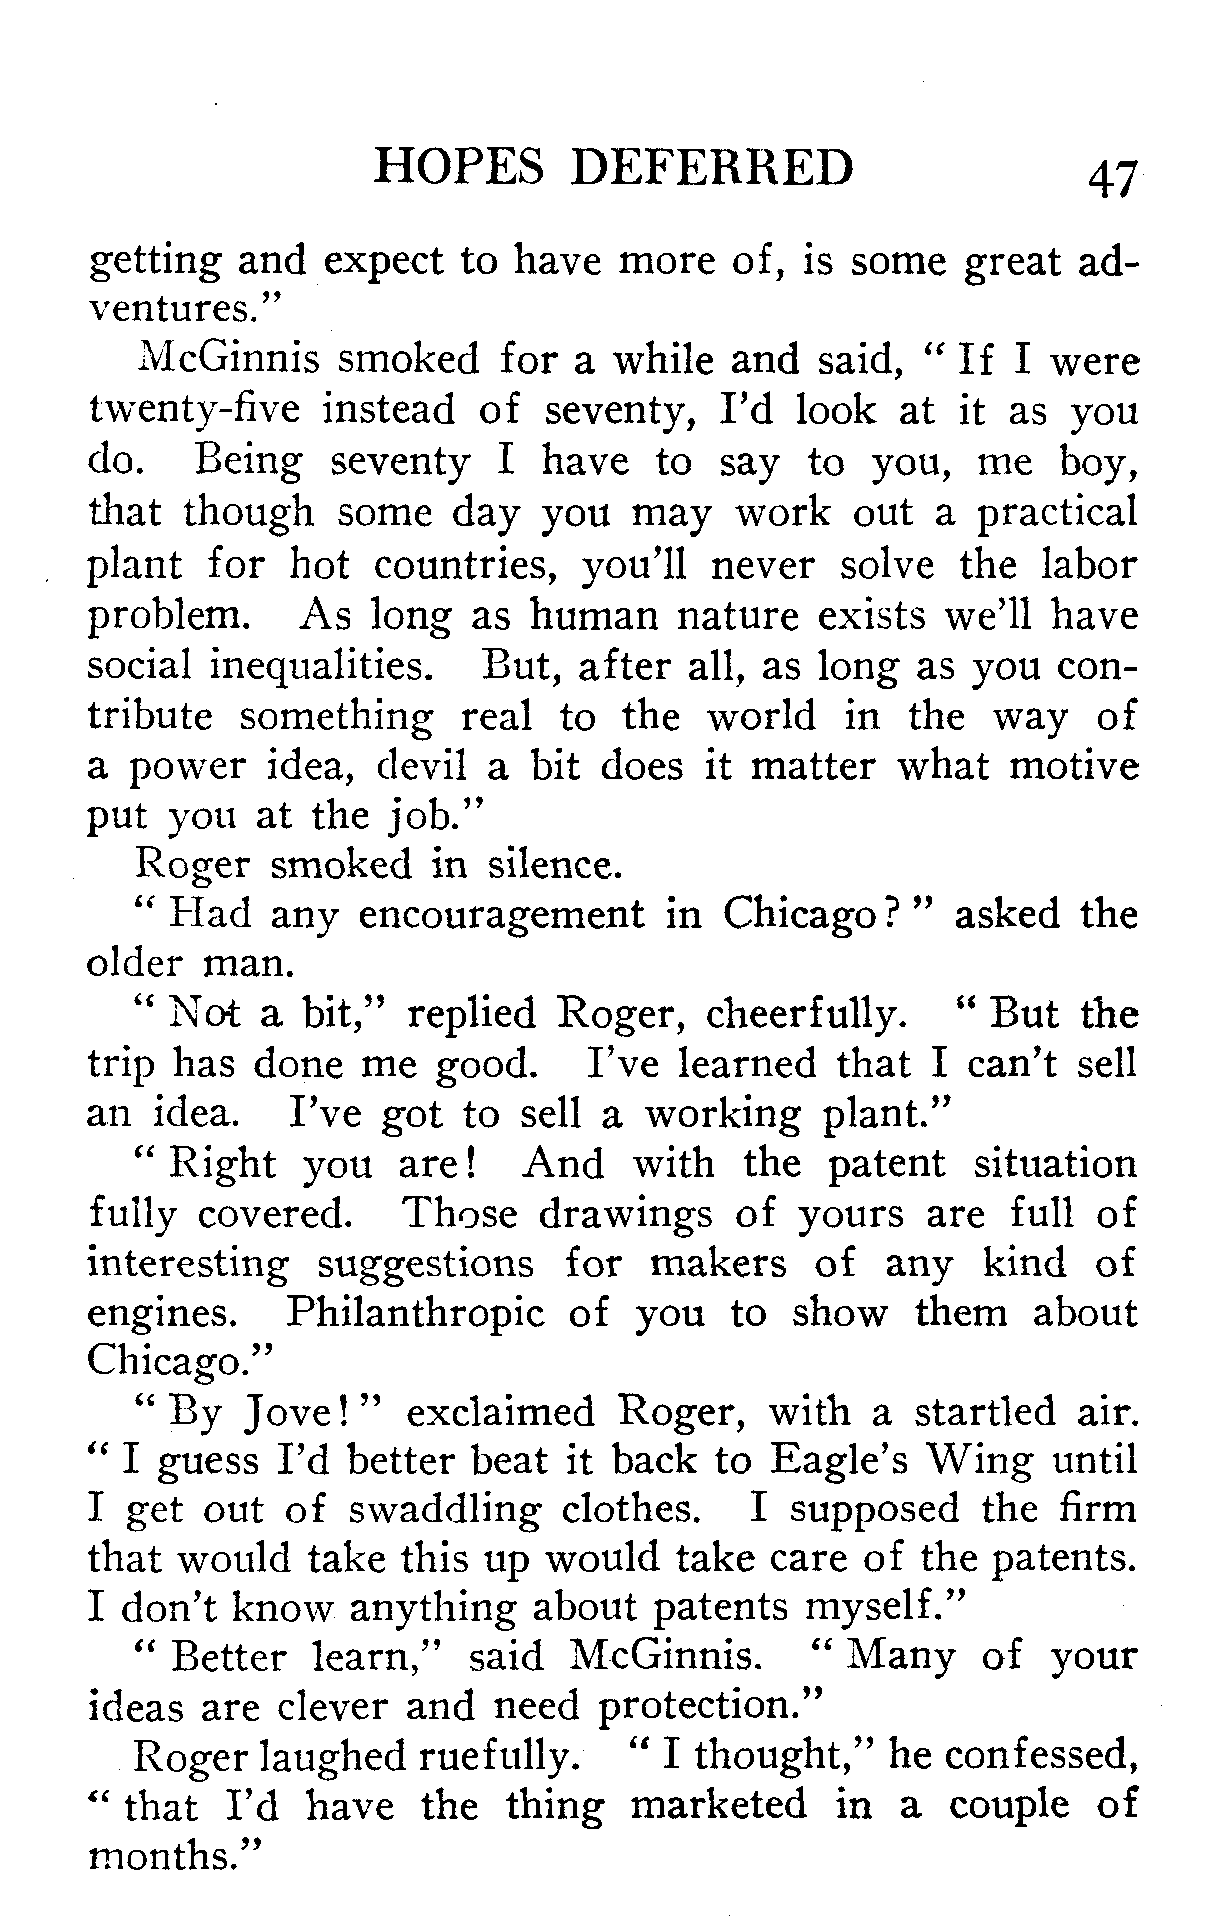 HOPES DEFERRED 47
getting and expect to have more of, is some great ad-
ventures."
McGinnis smoked for a while and said, " If I were
twenty-five instead of seventy, I'd look at it as you
do. Being seventy I have to say to you, me boy,
that though some day you may work out a practical
plant for hot countries, you'll never solve the labor
problem. As long as human nature exists we'll have
social inequalities. But, after all, as long as you con-
tribute something real to the world in the way of
a power idea, devil a bit does it matter what motive
put you at the job."
Roger smoked in silence.
" Had any encouragement in Chicago? " asked the
older man.
" Not a bit," replied Roger, cheerfully. " But the
trip has done me good. I've learned that I can't sell
an idea. I've got to sell a working plant."
" Right you are! And with the patent situation
fully covered. Those drawings of yours are full of
interesting suggestions for makers of any kind of
engines. Philanthropic of you to show them about
Chicago."
" By Jove! " exclaimed Roger, with a startled air.
" I guess I'd better beat it back to Eagle's Wing until
I get out of swaddling clothes. I supposed the firm
that would take this up would take care of the patents.
I don't know anything about patents myself."
" Better learn," said McGinnis. " Many of your
ideas are clever and need protection."
Roger laughed ruefully. " I thought," he confessed,
" that I'd have the thing marketed in a couple of
months."